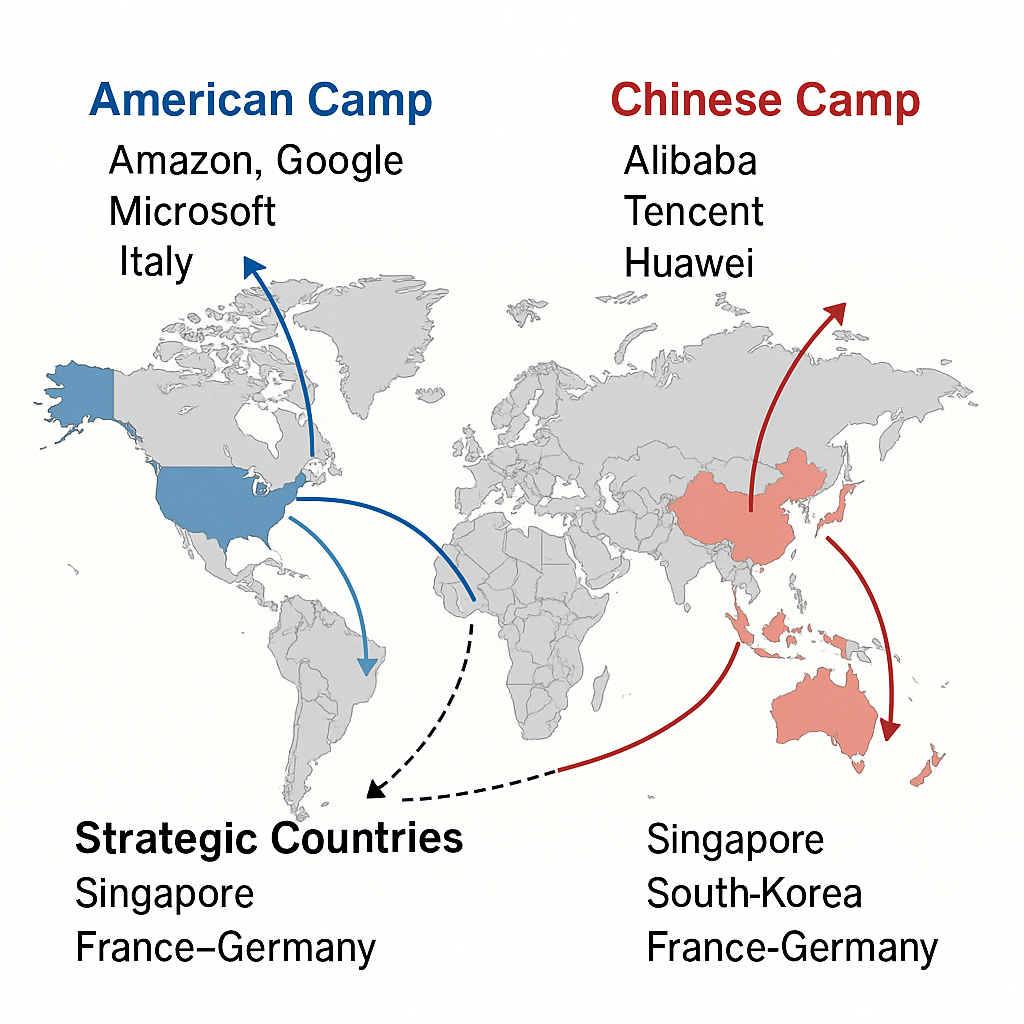 American Camp
Amazon, Google
Microsoft
Italy
Chinese Camp
Alibaba
Tencent
Huawei
Strategic Countries
Singapore
France–Germany
Singapore
South-Korea
France-Germany